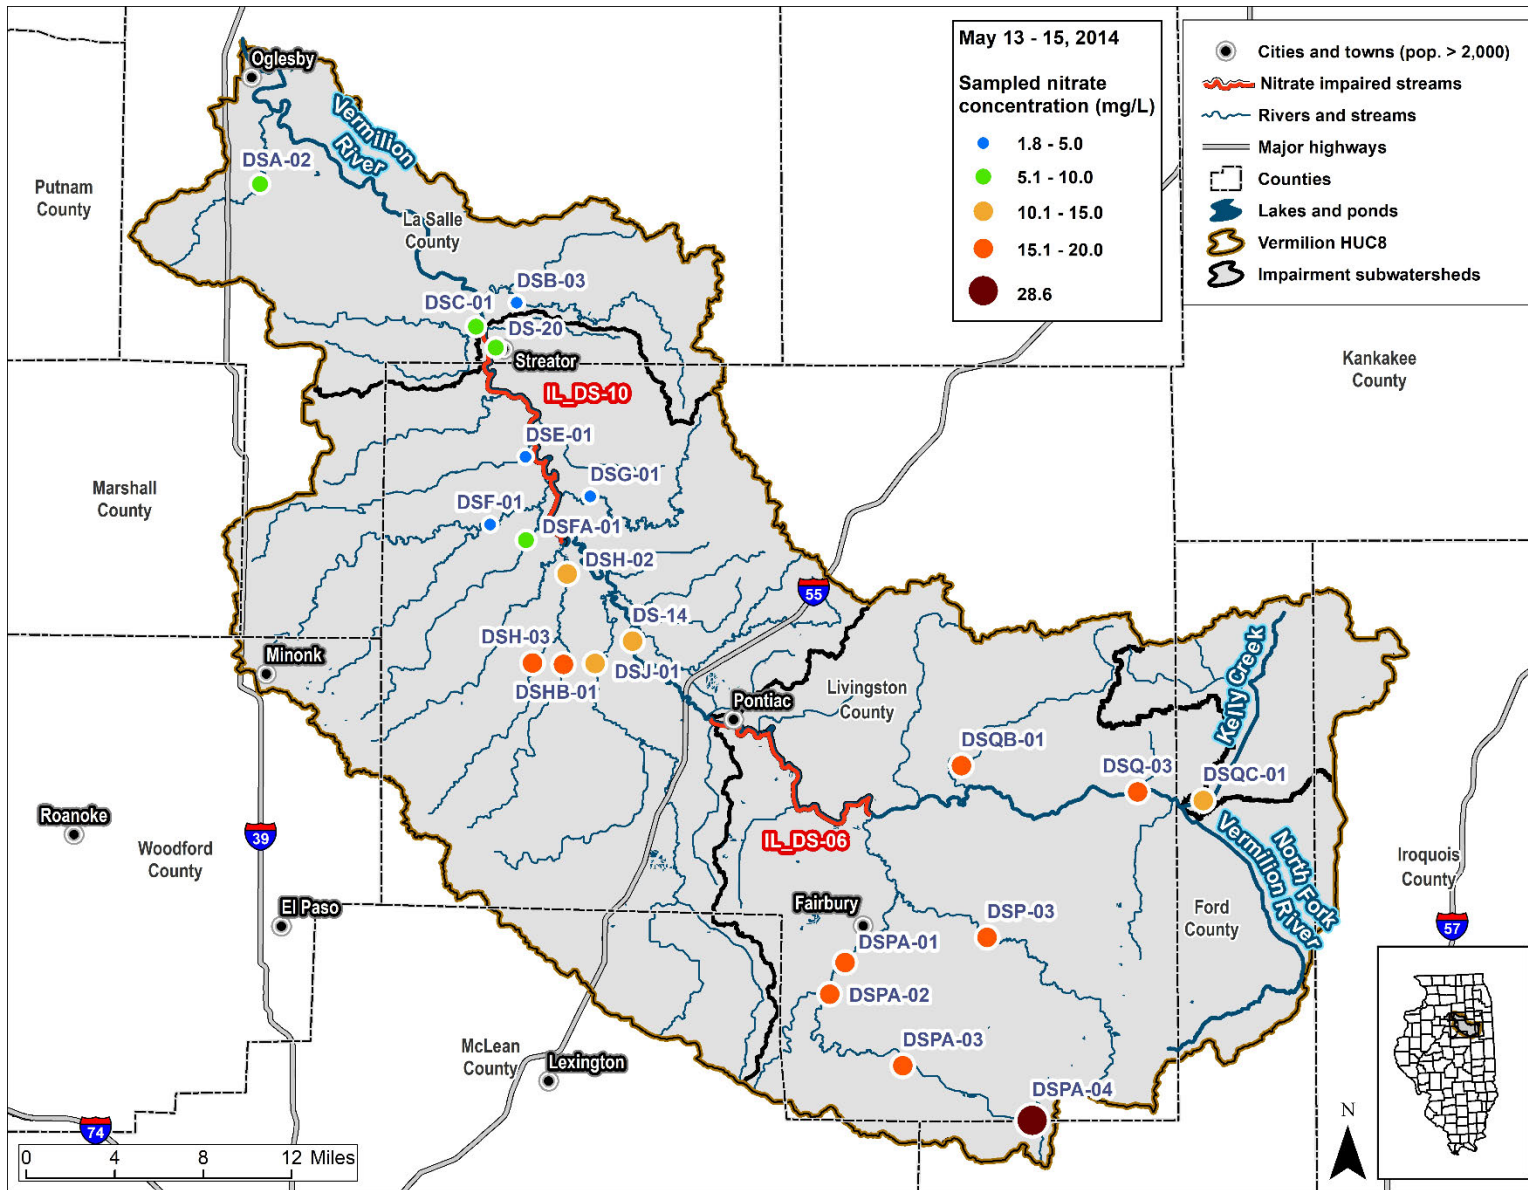 May 13 - 15, 2014
Sampled nitrate
concentration (mg/L)
1.8 - 5.0
5.1 - 10.0
10.1 - 15.0
15.1 - 20.0
28.6
Cities and towns (pop. > 2,000)
Nitrate impaired streams
Rivers and streams
Major highways
Counties
Lakes and ponds
Vermilion HUC8
Impairment subwatersheds
Oglesby
Vermilion
River
DSA-02
Putnam
County
La Salle
County
DSB-03
DSC-01
DS-20
Streator
Kankakee
County
IL_DS-10
DSE-01
Marshall
County
DSG-01
DSF-01
DSFA-01
DSH-02
55
DS-14
DSH-03
Minonk
DSJ-01
DSHB-01
Pontiac
Livingston
County
Kelly Creek
DSQB-01
DSQ-03
DSQC-01
Roanoke
39
Woodford
County
IL_DS-06
North Fork
Vermilion River
Iroquois
County
El Paso
Fairbury
DSP-03
Ford
County
57
DSPA-01
DSPA-02
McLean
County
Lexington
DSPA-03
DSPA-04
74
N
0 4 8 12 Miles